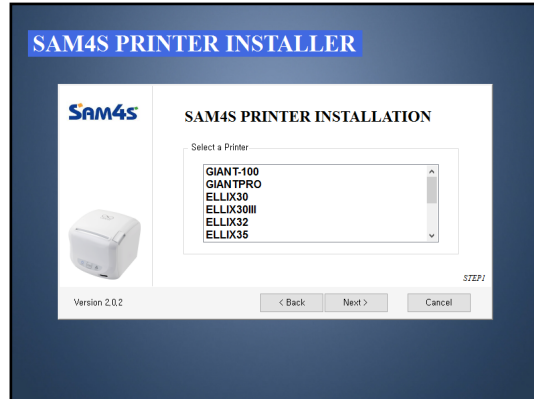 SAM4S PRINTER INSTALLER
Sam4s
SAM4S PRINTER INSTALLATION
Select a Printer
GIANT-100
GIANTPRO
ELLIX30
ELLIX30III
ELLIX32
ELLIX35
STEP1
Version 2,0,2
< Back
Next >
Cancel